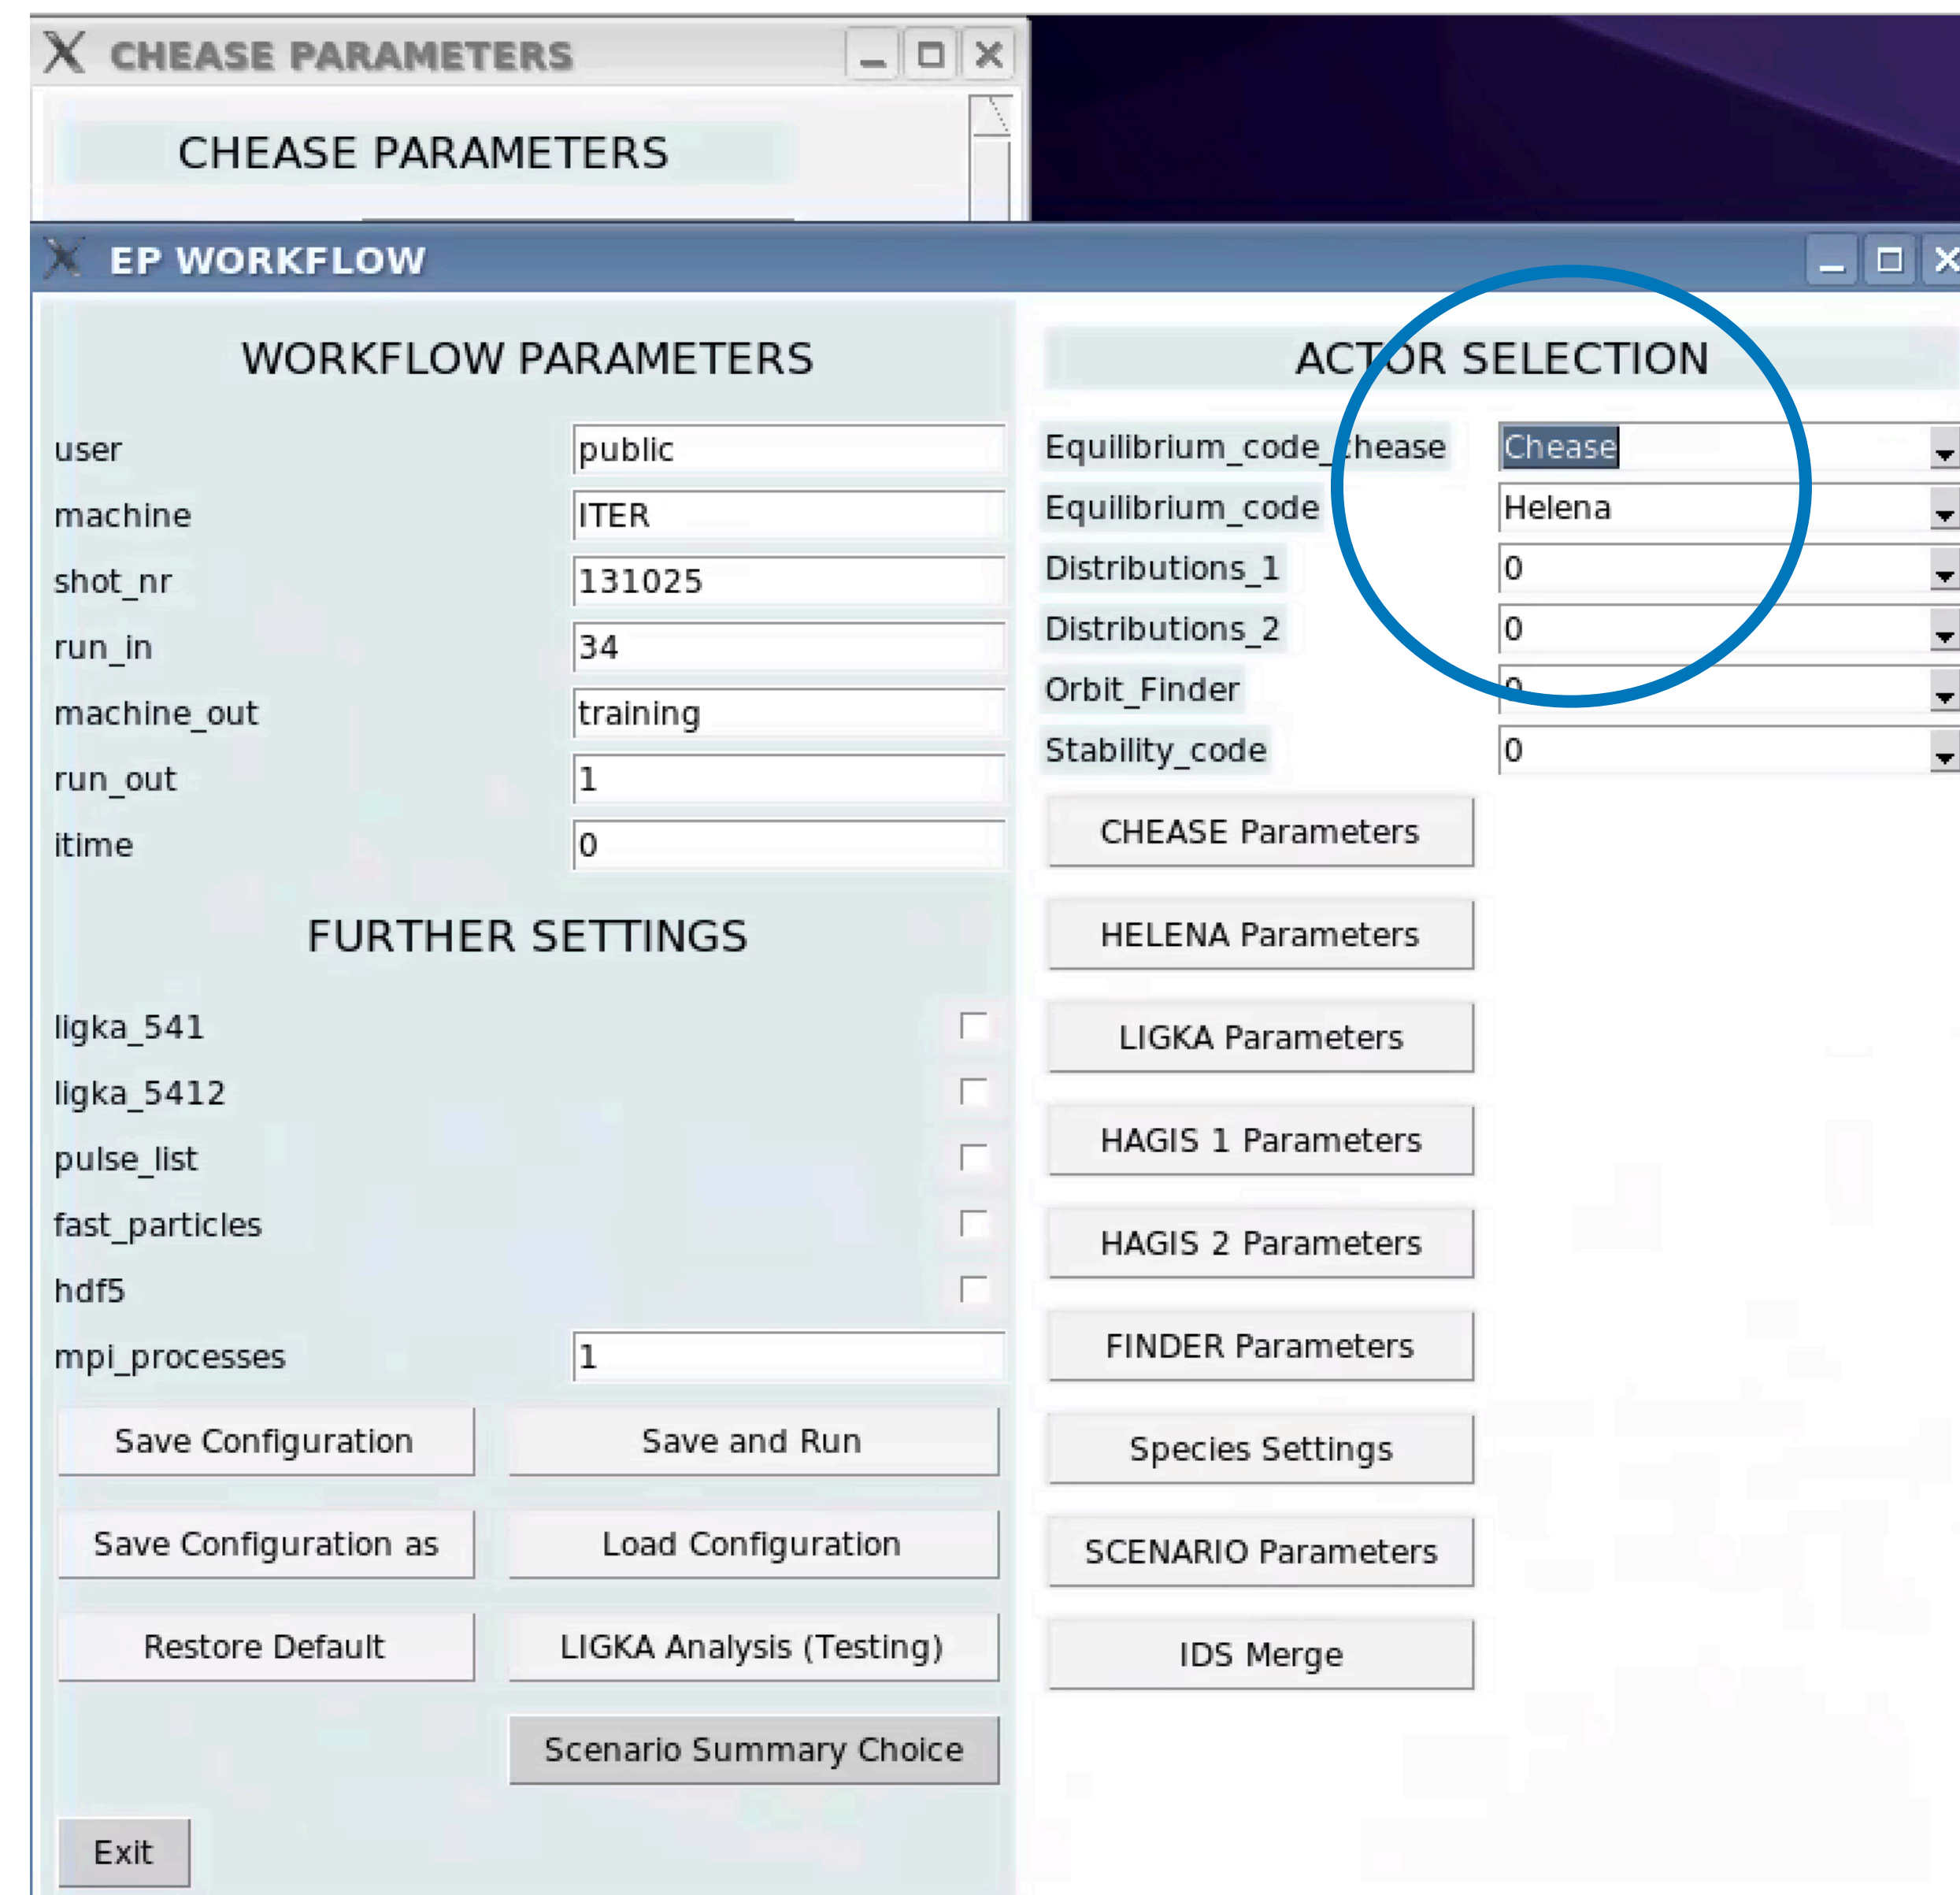 CHEASE PARAMETERS
CHEASE PARAMETERS
EP WORKFLOW
WORKFLOW PARAMETERS
user public
machine ITER
shot_nr 131025
run_in 34
machine_out training
run_out 1
itime 0
FURTHER SETTINGS
ligka_541
ligka_5412
pulse_list
fast_particles
hdf5
mpi_processes 1
Save Configuration Save and Run
Save Configuration as Load Configuration
Restore Default LIGKA Analysis (Testing)
Scenario Summary Choice
Exit
ACTOR SELECTION
Equilibrium_code_chease Chease
Equilibrium_code Helena
Distributions_1 0
Distributions_2 0
Orbit_Finder 0
Stability_code 0
CHEASE Parameters
HELENA Parameters
LIGKA Parameters
HAGIS 1 Parameters
HAGIS 2 Parameters
FINDER Parameters
Species Settings
SCENARIO Parameters
IDS Merge